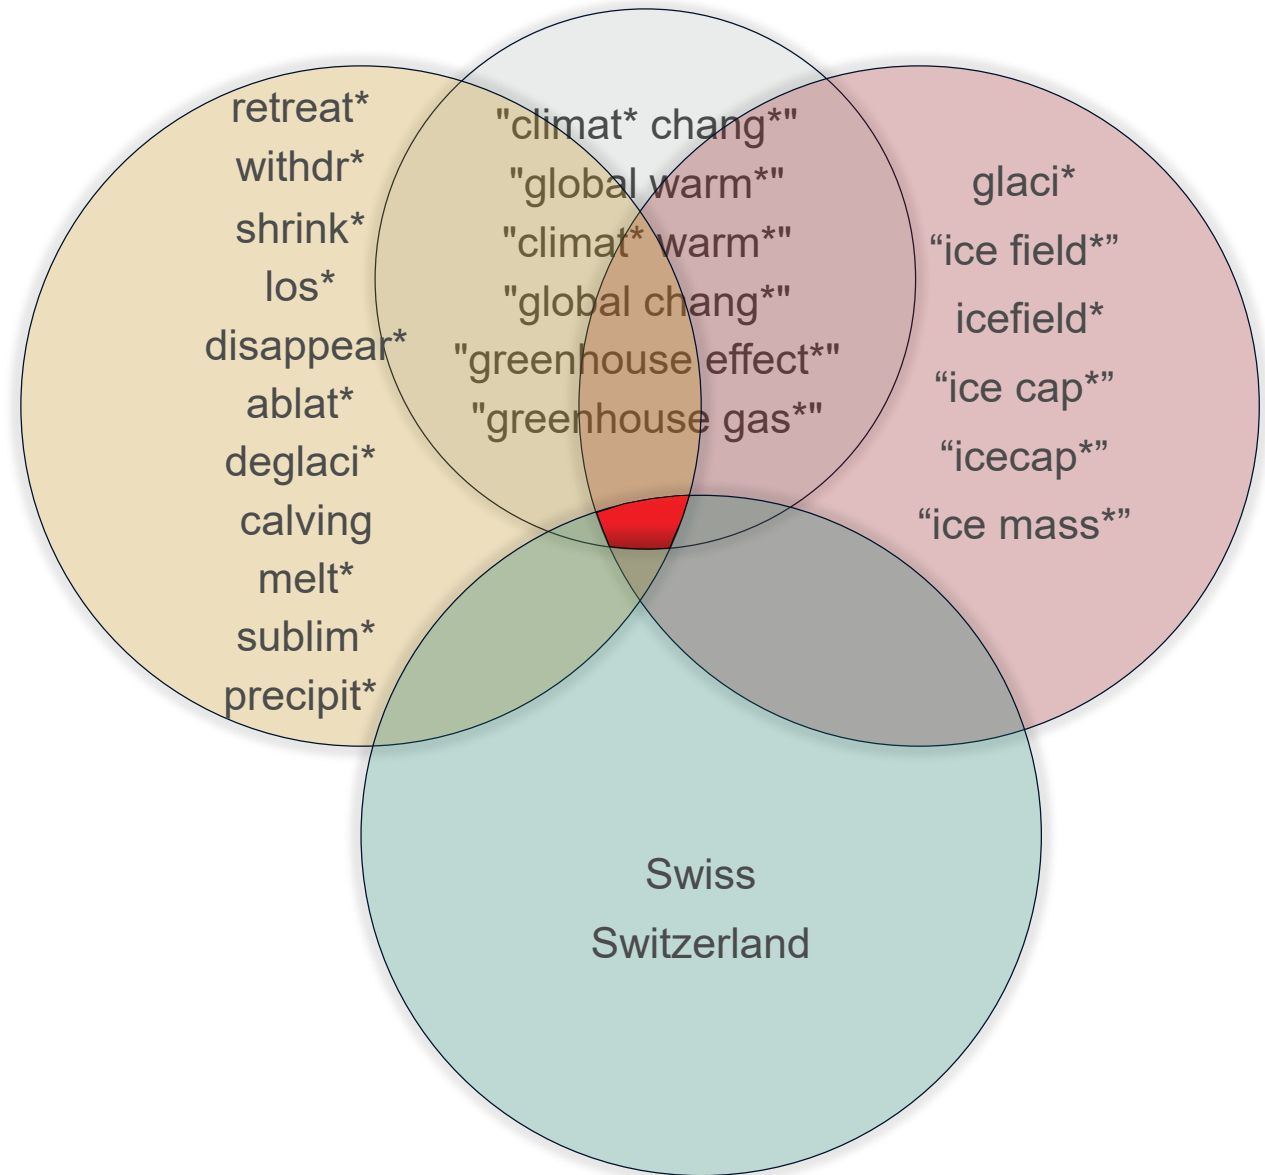 retreat*
withdr*
shrink*
los*
disappear*
ablat*
deglaci*
calving
melt*
sublim*
precipit*
"climat* chang*"
"global warm*"
"climat* warm*"
"global chang*"
"greenhouse effect*"
"greenhouse gas*"
glaci*
“ice field*”
icefield*
“ice cap*”
“icecap*”
“ice mass*”
Swiss
Switzerland